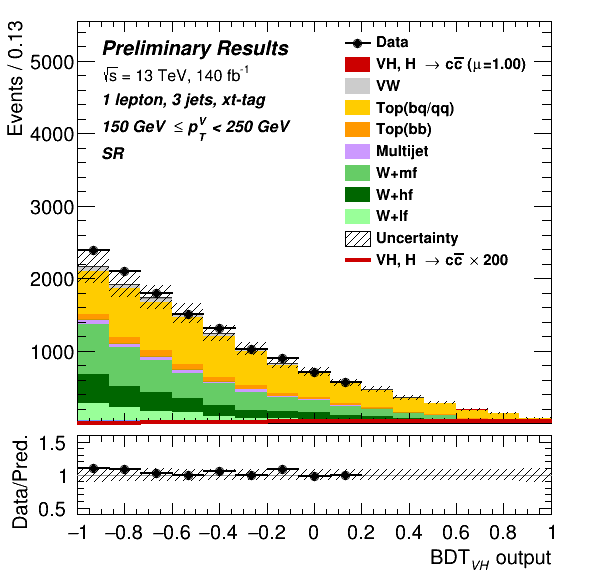 Events / 0.13
5000
4000
3000
2000
1000
Preliminary Results
√s = 13 TeV, 140 fb⁻¹
1 lepton, 3 jets, xt-tag
150 GeV ≤ p_T^V < 250 GeV
SR
Data
VH, H → cc̅ (μ=1.00)
VW
Top(bq/qq)
Top(bb)
Multijet
W+mf
W+hf
W+lf
Uncertainty
VH, H → cc̅ × 200
Data/Pred.
1.5
1
0.5
−1 −0.8 −0.6 −0.4 −0.2 0 0.2 0.4 0.6 0.8 1
BDT_VH output